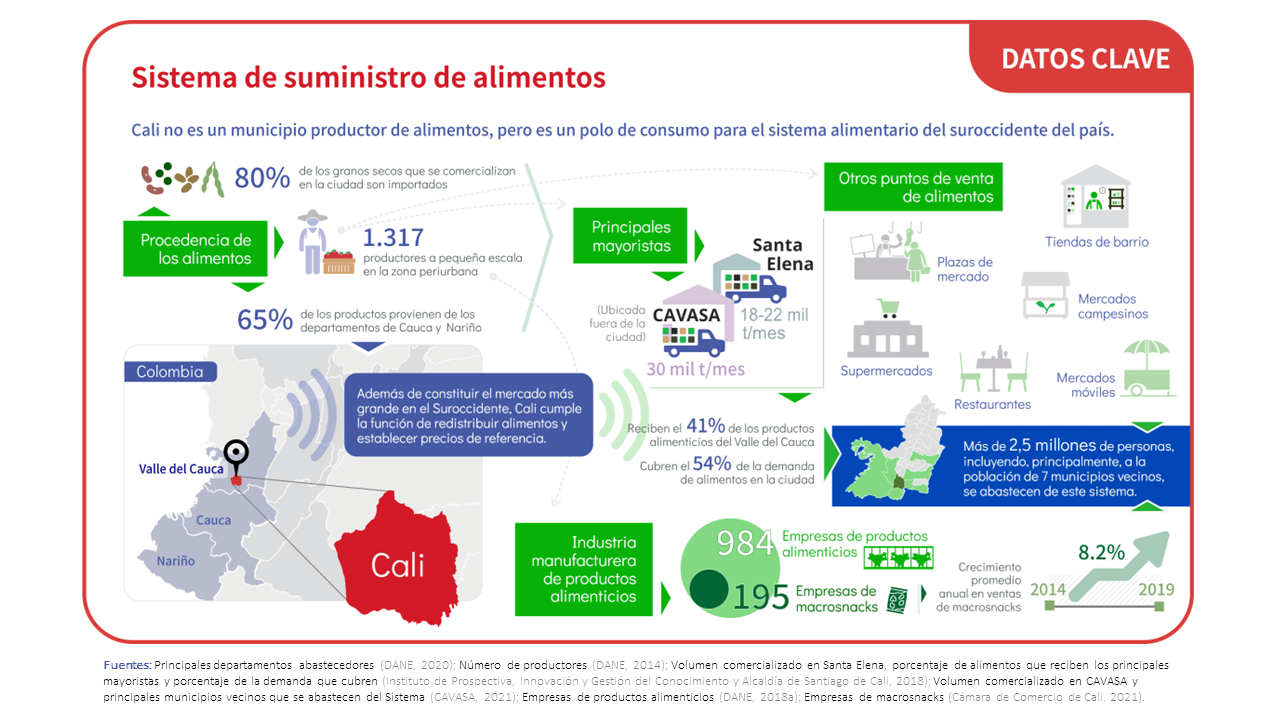 DATOS CLAVE
Sistema de suministro de alimentos
Cali no es un municipio productor de alimentos, pero es un polo de consumo para el sistema alimentario del suroccidente del país.
80%
de los granos secos que se comercializan
en la ciudad son importados
Procedencia de
los alimentos
1.317
productores a pequeña escala
en la zona periurbana
65%
de los productos provienen de los
departamentos de Cauca y Nariño
Colombia
Valle del Cauca
Cauca
Nariño
Cali
Además de constituir el mercado más
grande en el Suroccidente, Cali cumple
la función de redistribuir alimentos y
establecer precios de referencia.
Principales
mayoristas
Santa
Elena
18-22 mil
t/mes
(Ubicada
fuera de la
ciudad)
CAVASA
30 mil t/mes
Reciben el 41% de los productos
alimenticios del Valle del Cauca
Cubren el 54% de la demanda
de alimentos en la ciudad
Otros puntos de venta
de alimentos
Tiendas de barrio
Plazas de
mercado
Mercados
campesinos
Supermercados
Restaurantes
Mercados
móviles
Más de 2,5 millones de personas,
incluyendo, principalmente, a la
población de 7 municipios vecinos,
se abastecen de este sistema.
Industria
manufacturera
de productos
alimenticios
984
Empresas de productos
alimenticios
195
Empresas de
macrosnacks
Crecimiento
promedio
anual en ventas
de macrosnacks
8.2%
2014
2019
Fuentes: Principales departamentos abastecedores (DANE, 2020); Número de productores (DANE, 2014); Volumen comercializado en Santa Elena, porcentaje de alimentos que reciben los principales
mayoristas y porcentaje de la demanda que cubren (Instituto de Prospectiva, Innovación y Gestión del Conocimiento y Alcaldía de Santiago de Cali, 2018); Volumen comercializado en CAVASA y
principales municipios vecinos que se abastecen del Sistema (CAVASA, 2021); Empresas de productos alimenticios (DANE, 2018a); Empresas de macrosnacks (Cámara de Comercio de Cali, 2021).